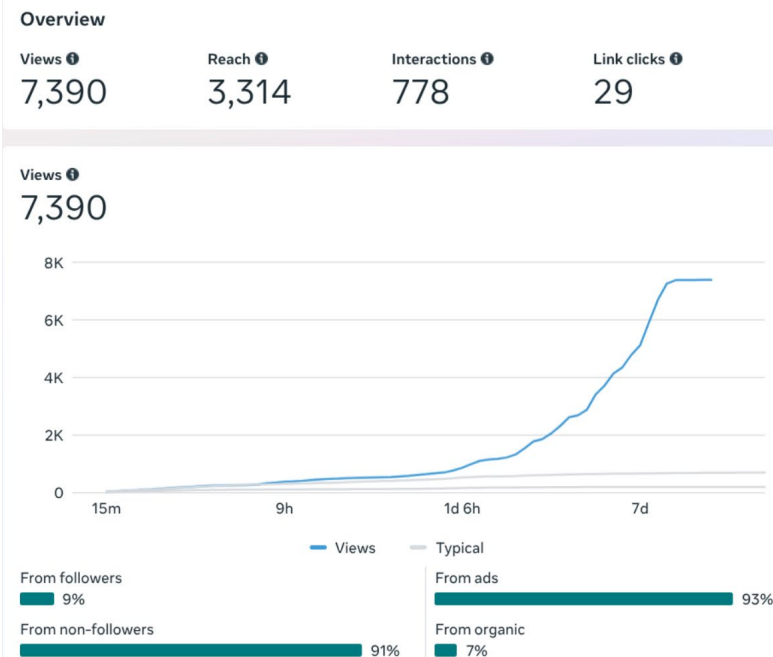 Overview
Views Reach Interactions Link clicks
7,390 3,314 778 29
Views
7,390
8K
6K
4K
2K
0
15m 9h 1d 6h 7d
Views Typical
From followers From ads
9% 93%
From non-followers From organic
91% 7%